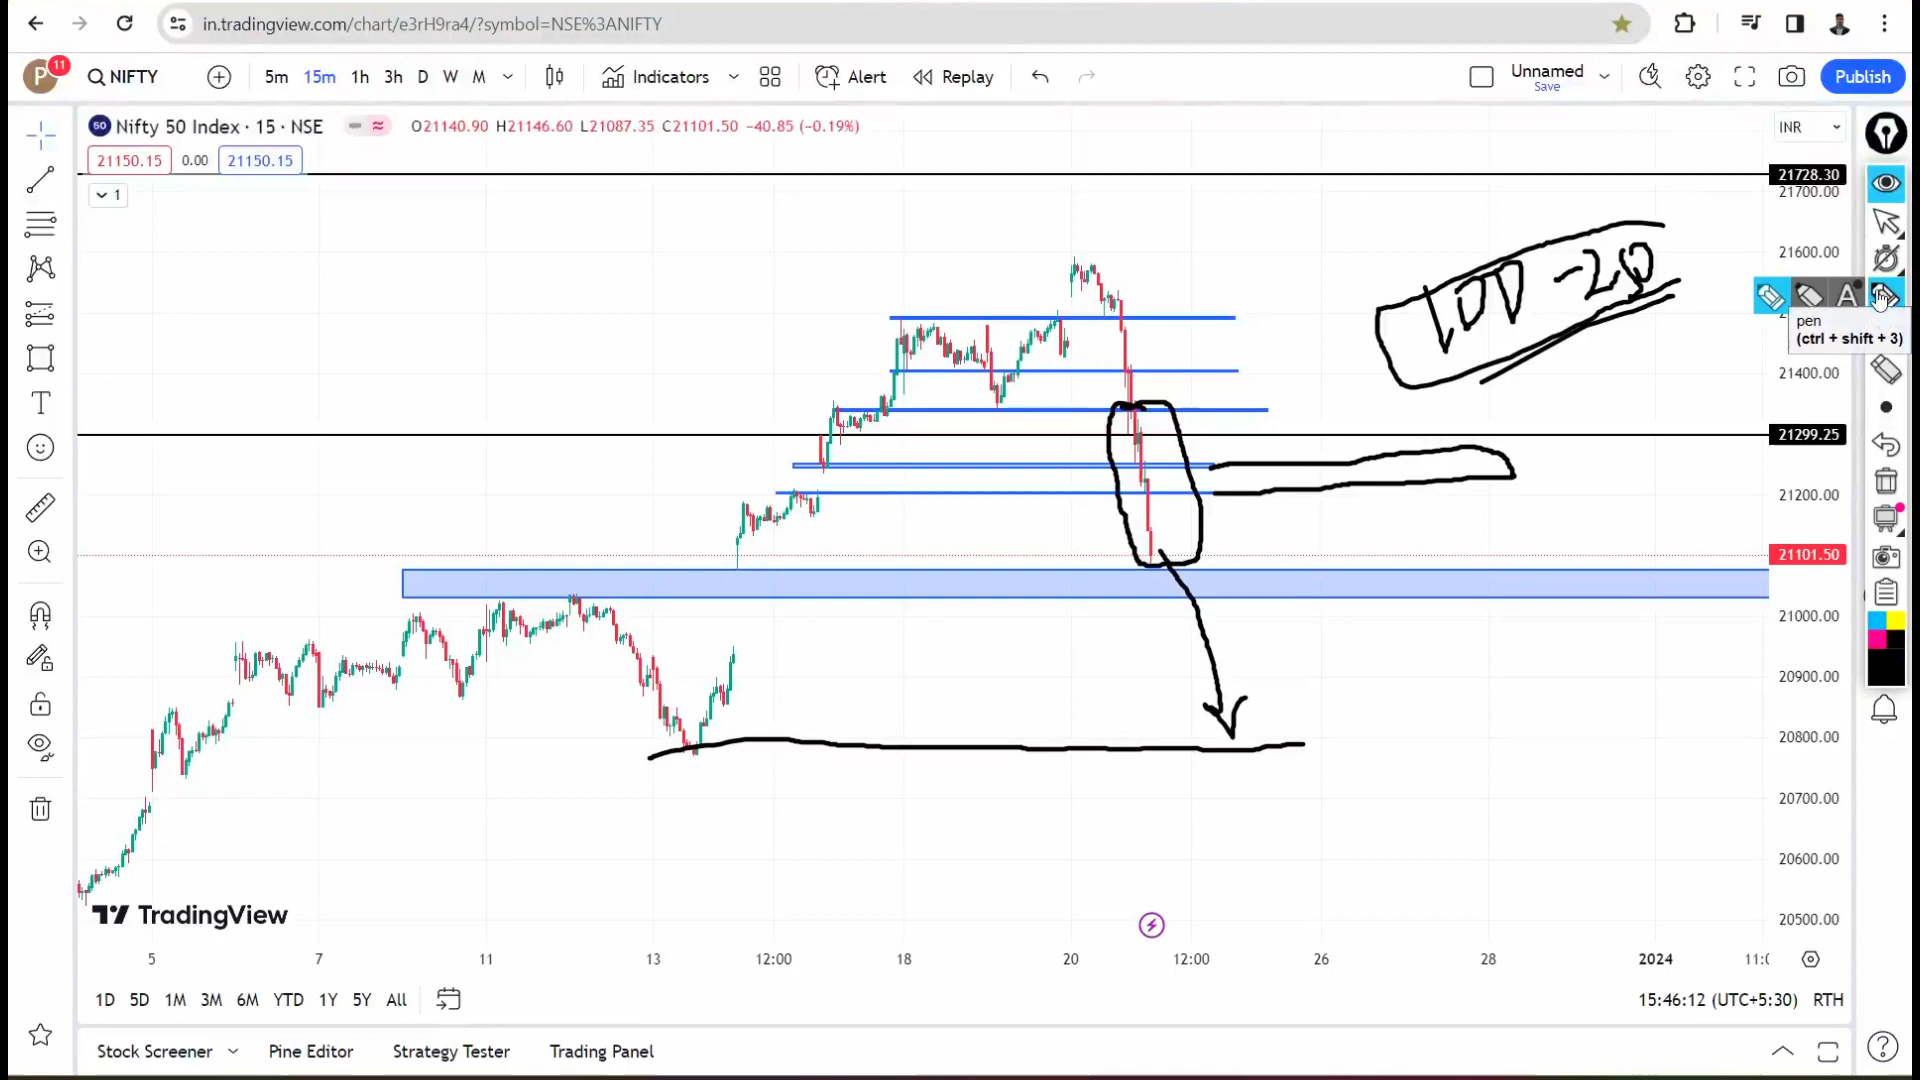 in.tradingview.com/chart/e3rH9ra4/?symbol=NSE%3ANIFTY
P 11 NIFTY 5m 15m 1h 3h D W M Indicators Alert Replay Unnamed Save Publish
50 Nifty 50 Index · 15 · NSE O21140.90 H21146.60 L21087.35 C21101.50 −40.85 (−0.19%) INR
21150.15 0.00 21150.15
1
21728.30
21700.00
21600.00
pen
(ctrl + shift + 3)
A
21400.00
21299.25
21200.00
21101.50
21000.00
20900.00
20800.00
20700.00
20600.00
20500.00
TradingView
5 7 11 13 12:00 18 20 12:00 26 28 2024
1D 5D 1M 3M 6M YTD 1Y 5Y All 15:46:12 (UTC+5:30) RTH
Stock Screener Pine Editor Strategy Tester Trading Panel